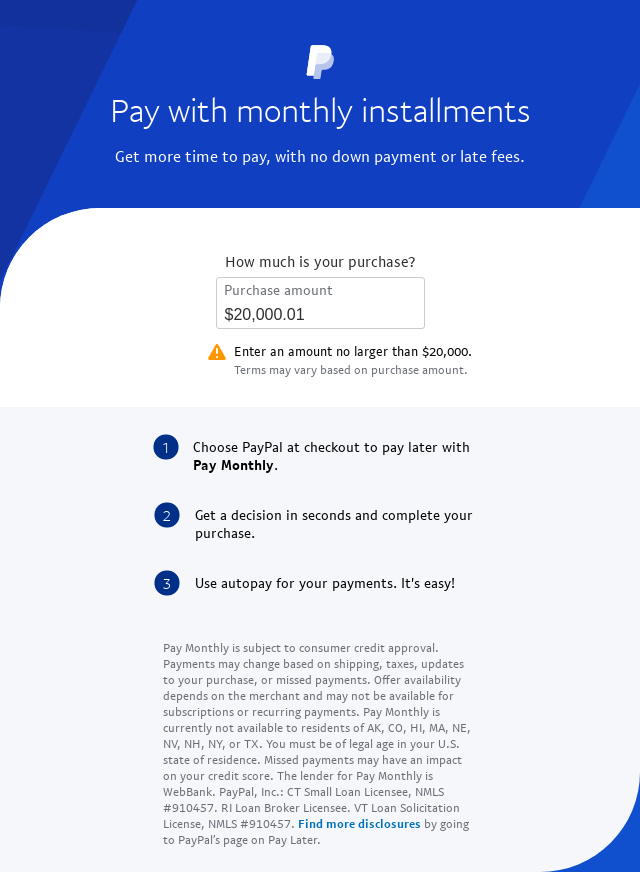 Pay with monthly installments
Get more time to pay, with no down payment or late fees.
How much is your purchase?
Purchase amount
$20,000.01
Enter an amount no larger than $20,000.
Terms may vary based on purchase amount.
1
Choose PayPal at checkout to pay later with
Pay Monthly.
2
Get a decision in seconds and complete your
purchase.
3
Use autopay for your payments. It's easy!
Pay Monthly is subject to consumer credit approval.
Payments may change based on shipping, taxes, updates
to your purchase, or missed payments. Offer availability
depends on the merchant and may not be available for
subscriptions or recurring payments. Pay Monthly is
currently not available to residents of AK, CO, HI, MA, NE,
NV, NH, NY, or TX. You must be of legal age in your U.S.
state of residence. Missed payments may have an impact
on your credit score. The lender for Pay Monthly is
WebBank. PayPal, Inc.: CT Small Loan Licensee, NMLS
#910457. RI Loan Broker Licensee. VT Loan Solicitation
License, NMLS #910457. Find more disclosures by going
to PayPal’s page on Pay Later.